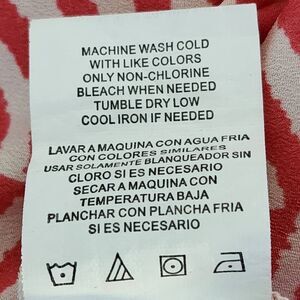 MACHINE WASH COLD
WITH LIKE COLORS
ONLY NON-CHLORINE
BLEACH WHEN NEEDED
TUMBLE DRY LOW
COOL IRON IF NEEDED
LAVAR A MAQUINA CON AGUA FRIA
CON COLORES SIMILARES
USAR SOLAMENTE BLANQUEADOR SIN
CLORO SI ES NECESARIO
SECAR A MAQUINA CON
TEMPERATURA BAJA
PLANCHAR CON PLANCHA FRIA
SI ES NECESARIO